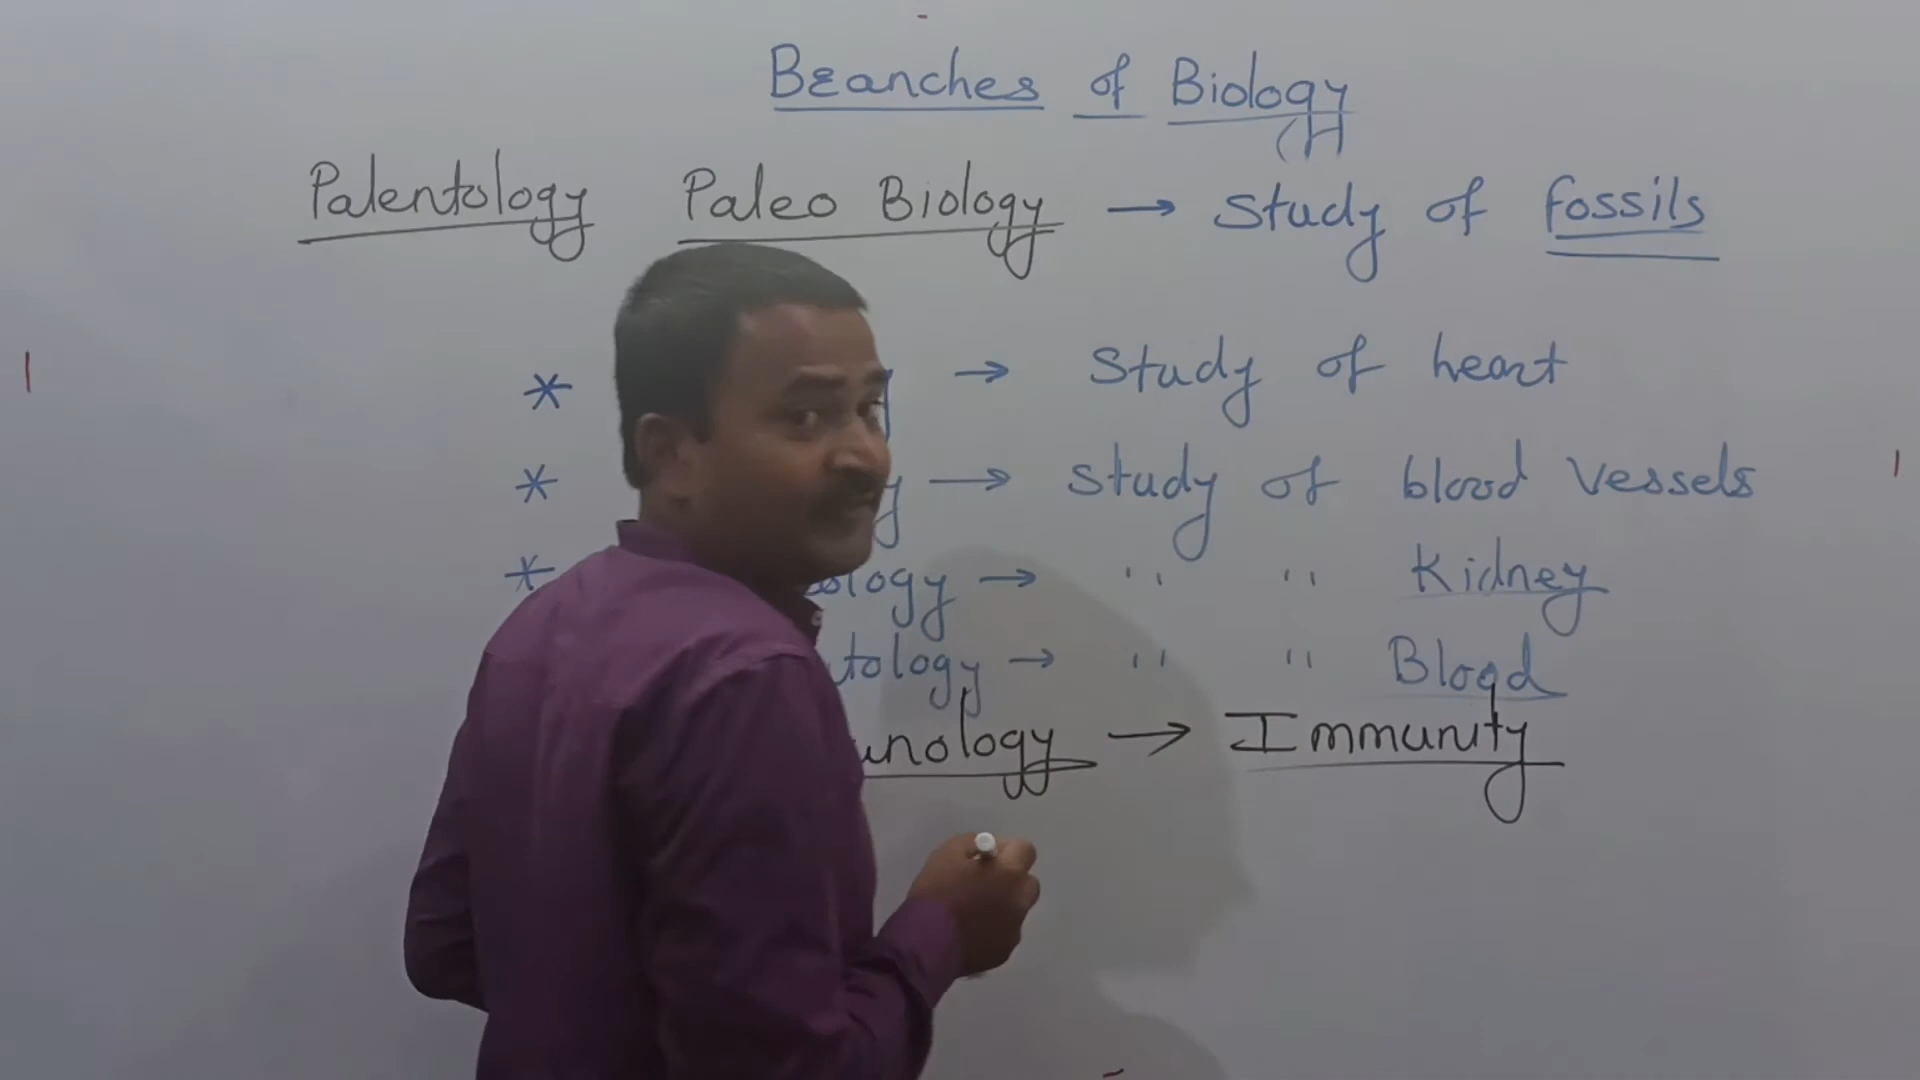 Branches of Biology
Palentology Paleo Biology → Study of fossils
* → Study of heart
* → Study of blood vessels
* ology → " " Kidney
tology → " " Blood
unology → Immunity